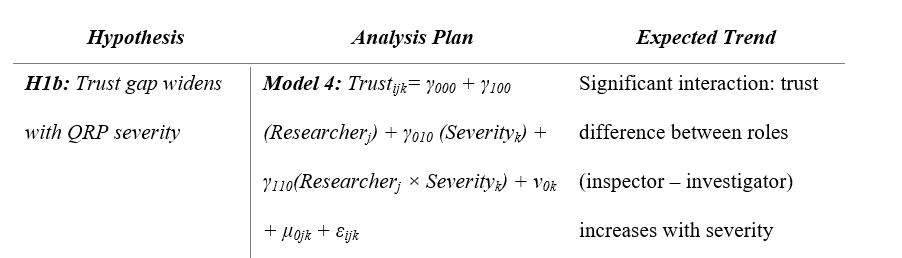 Hypothesis Analysis Plan Expected Trend
H1b: Trust gap widens Model 4: Trustᵢⱼₖ= γ₀₀₀ + γ₁₀₀ Significant interaction: trust
with QRP severity (Researcherⱼ) + γ₀₁₀ (Severityₖ) + difference between roles
γ₁₁₀(Researcherⱼ × Severityₖ) + ν₀ₖ (inspector – investigator)
+ μ₀ⱼₖ + εᵢⱼₖ increases with severity